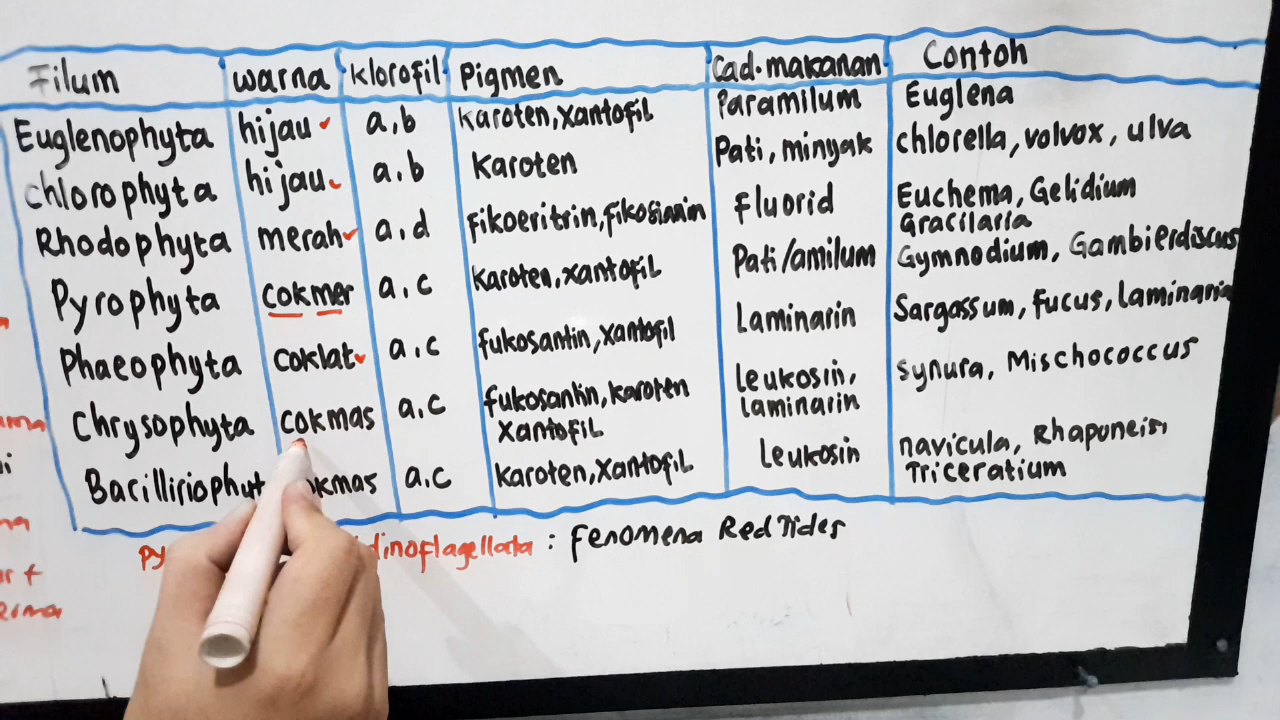 Filum warna klorofil Pigmen Cad.makanan Contoh
Euglenophyta hijau a,b karoten,xantofil Paramilum Euglena
Chlorophyta hijau a,b Karoten Pati, minyak chlorella, volvox, ulva
Rhodophyta merah a,d Fikoeritrin,fikosianin Fluorid Euchema, Gelidium
Gracilaria
Pyrophyta cokmer a,c karoten,xantofil Pati/amilum Gymnodium, Gambierdiscus
Phaeophyta coklat a,c fukosantin,xantofil Laminarin Sargassum, Fucus, laminaria
Chrysophyta cokmas a,c fukosantin,karoten Leukosin, synura, Mischococcus
Xantofil laminarin
Bacilliriophyt kmas a,c karoten,Xantofil Leukosin navicula, Rhaponeis
Triceratium
Py dinoflagellata : fenomena Red Tides